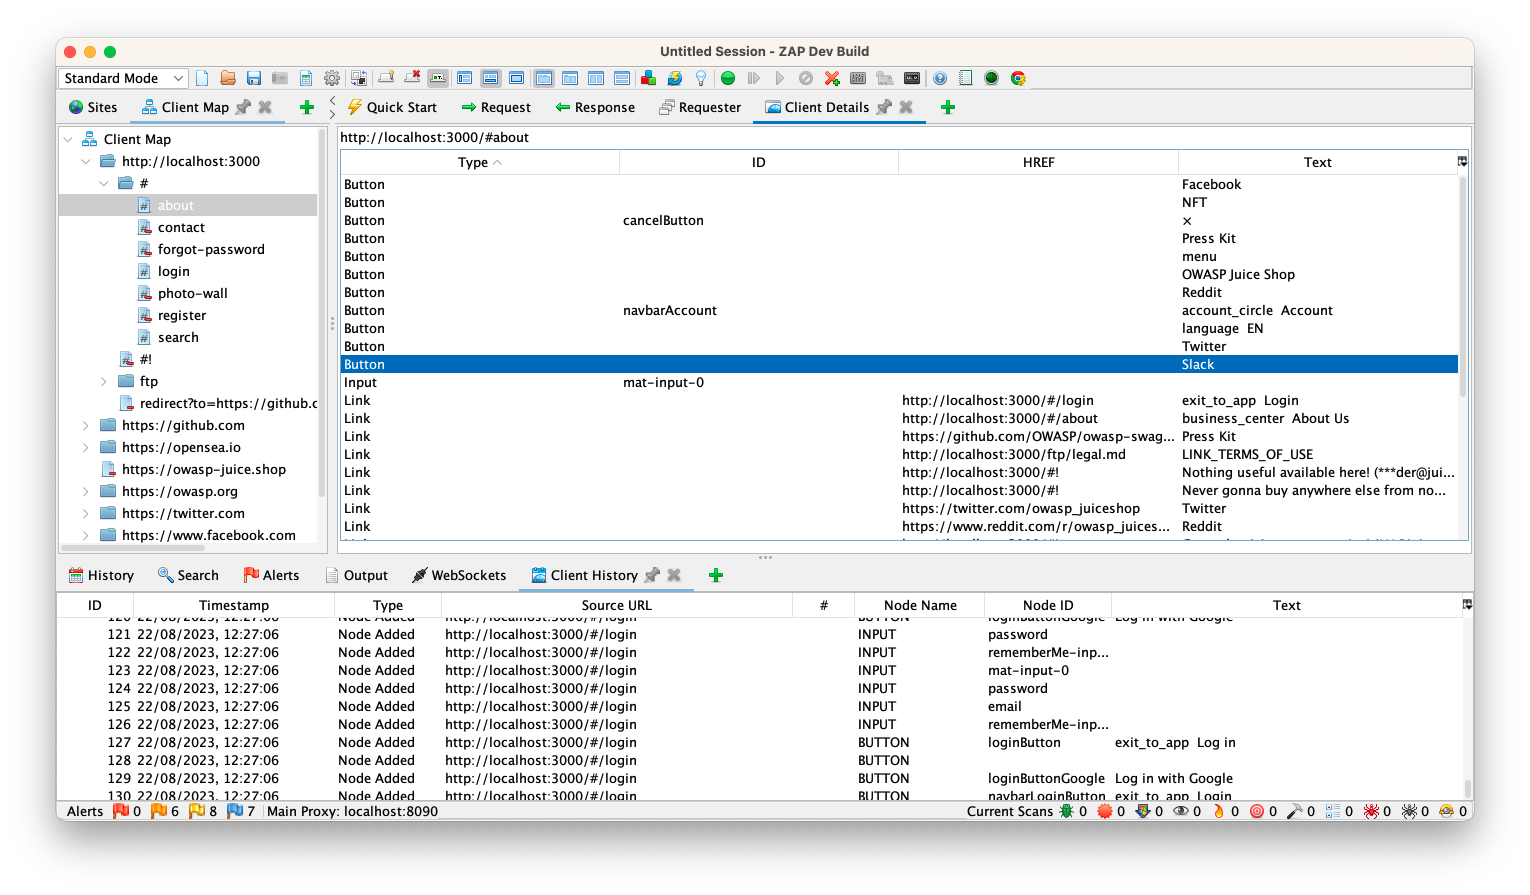 Untitled Session - ZAP Dev Build
Standard Mode
Sites Client Map Quick Start Request Response Requester Client Details
Client Map
http://localhost:3000
#
about
contact
forgot-password
login
photo-wall
register
search
#!
ftp
redirect?to=https://github.c
https://github.com
https://opensea.io
https://owasp-juice.shop
https://owasp.org
https://twitter.com
https://www.facebook.com
http://localhost:3000/#about
Type ID HREF Text
Button Facebook
Button NFT
Button cancelButton ×
Button Press Kit
Button menu
Button OWASP Juice Shop
Button Reddit
Button navbarAccount account_circle Account
Button language EN
Button Twitter
Button Slack
Input mat-input-0
Link http://localhost:3000/#/login exit_to_app Login
Link http://localhost:3000/#/about business_center About Us
Link https://github.com/OWASP/owasp-swag... Press Kit
Link http://localhost:3000/ftp/legal.md LINK_TERMS_OF_USE
Link http://localhost:3000/#! Nothing useful available here! (***der@jui...
Link http://localhost:3000/#! Never gonna buy anywhere else from no...
Link https://twitter.com/owasp_juiceshop Twitter
Link https://www.reddit.com/r/owasp_juices... Reddit
History Search Alerts Output WebSockets Client History
ID Timestamp Type Source URL # Node Name Node ID Text
120 22/08/2023, 12:27:06 Node Added http://localhost:3000/#/login BUTTON loginButtonGoogle Log in with Google
121 22/08/2023, 12:27:06 Node Added http://localhost:3000/#/login INPUT password
122 22/08/2023, 12:27:06 Node Added http://localhost:3000/#/login INPUT rememberMe-inp...
123 22/08/2023, 12:27:06 Node Added http://localhost:3000/#/login INPUT mat-input-0
124 22/08/2023, 12:27:06 Node Added http://localhost:3000/#/login INPUT password
125 22/08/2023, 12:27:06 Node Added http://localhost:3000/#/login INPUT email
126 22/08/2023, 12:27:06 Node Added http://localhost:3000/#/login INPUT rememberMe-inp...
127 22/08/2023, 12:27:06 Node Added http://localhost:3000/#/login BUTTON loginButton exit_to_app Log in
128 22/08/2023, 12:27:06 Node Added http://localhost:3000/#/login BUTTON
129 22/08/2023, 12:27:06 Node Added http://localhost:3000/#/login BUTTON loginButtonGoogle Log in with Google
130 22/08/2023, 12:27:06 Node Added http://localhost:3000/#/login BUTTON navbarLoginButton exit_to_app Login
Alerts 0 6 8 7 Main Proxy: localhost:8090 Current Scans 0 0 0 0 0 0 0 0 0 0 0